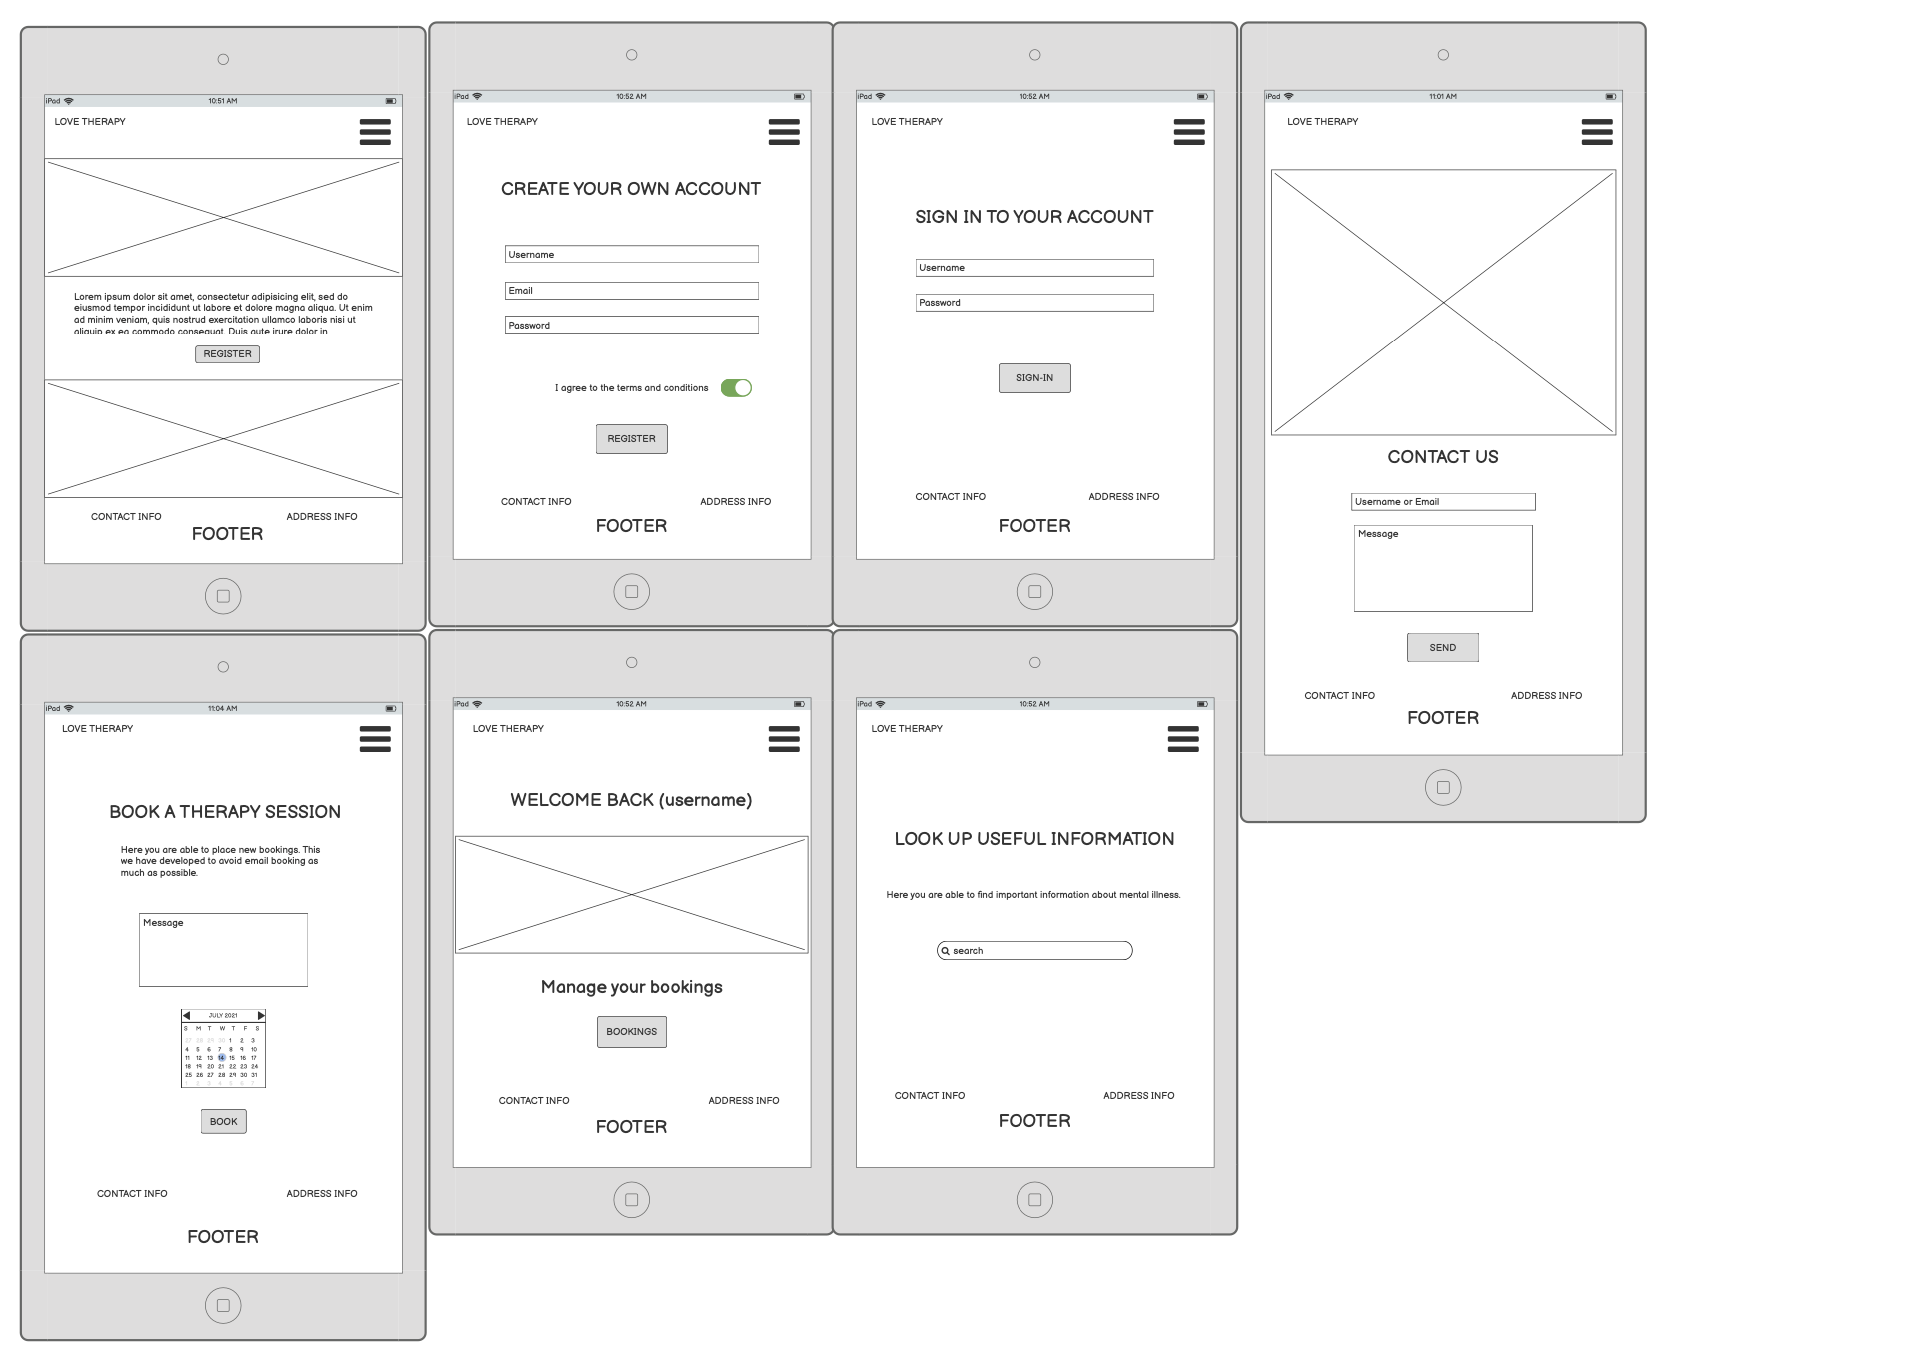 iPad 10:51 AM
LOVE THERAPY
Lorem ipsum dolor sit amet, consectetur adipisicing elit, sed do
eiusmod tempor incididunt ut labore et dolore magna aliqua. Ut enim
ad minim veniam, quis nostrud exercitation ullamco laboris nisi ut
aliquip ex ea commodo consequat. Duis aute irure dolor in
REGISTER
CONTACT INFO ADDRESS INFO
FOOTER
iPad 10:52 AM
LOVE THERAPY
CREATE YOUR OWN ACCOUNT
Username
Email
Password
I agree to the terms and conditions
REGISTER
CONTACT INFO ADDRESS INFO
FOOTER
iPad 10:52 AM
LOVE THERAPY
SIGN IN TO YOUR ACCOUNT
Username
Password
SIGN-IN
CONTACT INFO ADDRESS INFO
FOOTER
iPad 11:01 AM
LOVE THERAPY
CONTACT US
Username or Email
Message
SEND
CONTACT INFO ADDRESS INFO
FOOTER
iPad 11:04 AM
LOVE THERAPY
BOOK A THERAPY SESSION
Here you are able to place new bookings. This
we have developed to avoid email booking as
much as possible.
Message
JULY 2021
S M T W T F S
27 28 29 30 1 2 3
4 5 6 7 8 9 10
11 12 13 14 15 16 17
18 19 20 21 22 23 24
25 26 27 28 29 30 31
1 2 3 4 5 6 7
BOOK
CONTACT INFO ADDRESS INFO
FOOTER
iPad 10:52 AM
LOVE THERAPY
WELCOME BACK (username)
Manage your bookings
BOOKINGS
CONTACT INFO ADDRESS INFO
FOOTER
iPad 10:52 AM
LOVE THERAPY
LOOK UP USEFUL INFORMATION
Here you are able to find important information about mental illness.
search
CONTACT INFO ADDRESS INFO
FOOTER